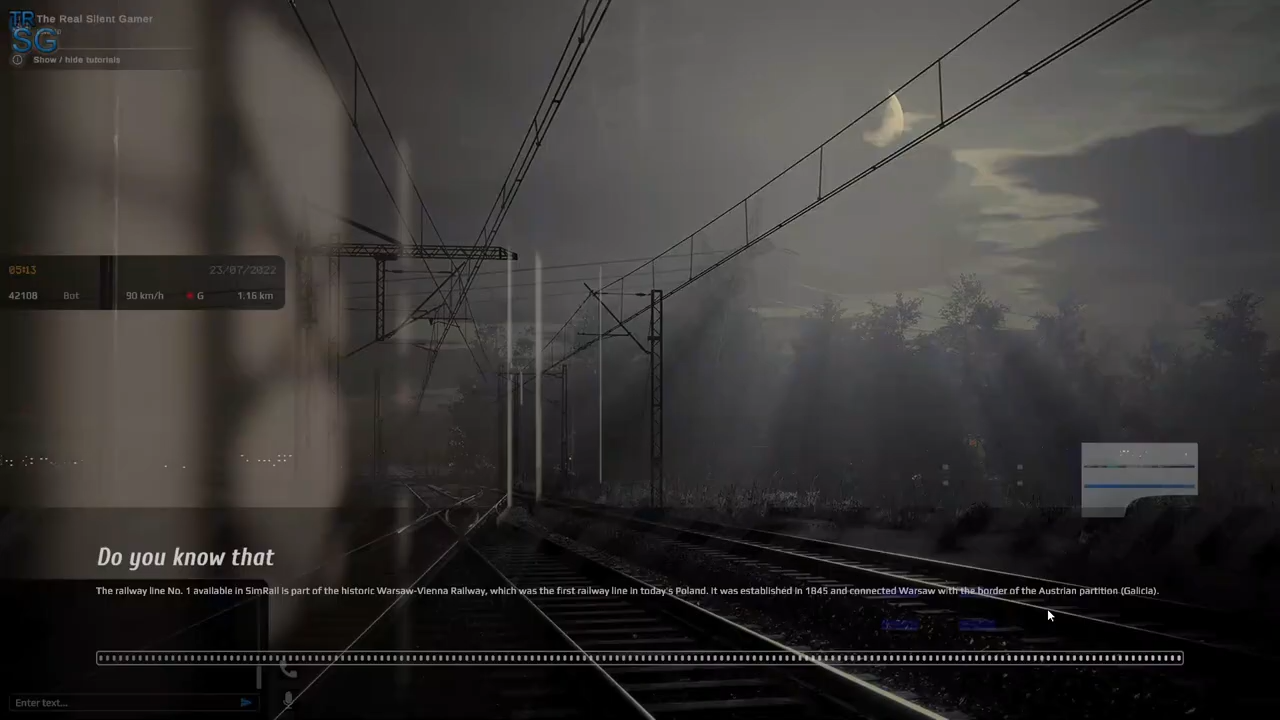 TR
SG
The Real Silent Gamer
Show / hide tutorials
05:13 23/07/2022
42108 Bot 90 km/h G 1.16 km
Do you know that
The railway line No. 1 available in SimRail is part of the historic Warsaw-Vienna Railway, which was the first railway line in today's Poland. It was established in 1845 and connected Warsaw with the border of the Austrian partition (Galicia).
Enter text...